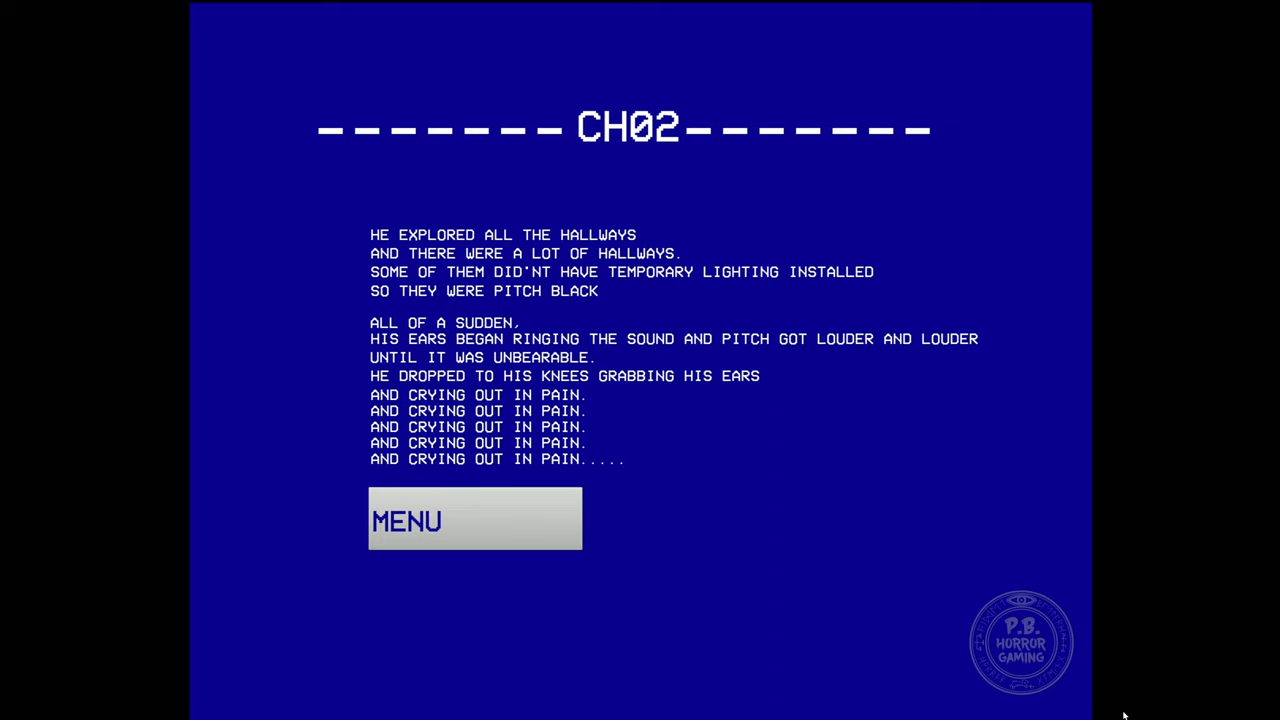 - - - - - - - CH02- - - - - - -
HE EXPLORED ALL THE HALLWAYS
AND THERE WERE A LOT OF HALLWAYS.
SOME OF THEM DID'NT HAVE TEMPORARY LIGHTING INSTALLED
SO THEY WERE PITCH BLACK
ALL OF A SUDDEN,
HIS EARS BEGAN RINGING THE SOUND AND PITCH GOT LOUDER AND LOUDER
UNTIL IT WAS UNBEARABLE.
HE DROPPED TO HIS KNEES GRABBING HIS EARS
AND CRYING OUT IN PAIN.
AND CRYING OUT IN PAIN.
AND CRYING OUT IN PAIN.
AND CRYING OUT IN PAIN.
AND CRYING OUT IN PAIN.....
MENU
P.B.
HORROR
GAMING